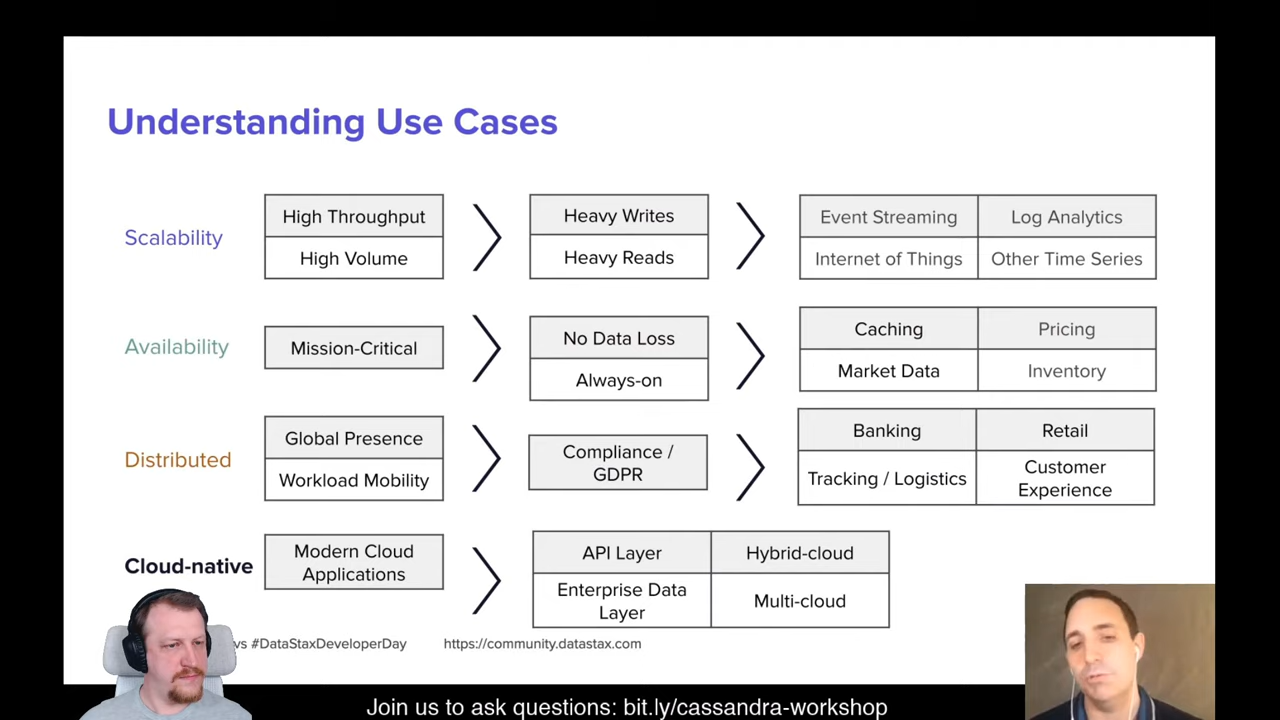 Understanding Use Cases
Scalability
High Throughput
High Volume
Heavy Writes
Heavy Reads
Event Streaming
Log Analytics
Internet of Things
Other Time Series
Availability
Mission-Critical
No Data Loss
Always-on
Caching
Pricing
Market Data
Inventory
Distributed
Global Presence
Workload Mobility
Compliance /
GDPR
Banking
Retail
Tracking / Logistics
Customer
Experience
Cloud-native
Modern Cloud
Applications
API Layer
Hybrid-cloud
Enterprise Data
Layer
Multi-cloud
#DataStaxDeveloperDay
https://community.datastax.com
Join us to ask questions: bit.ly/cassandra-workshop